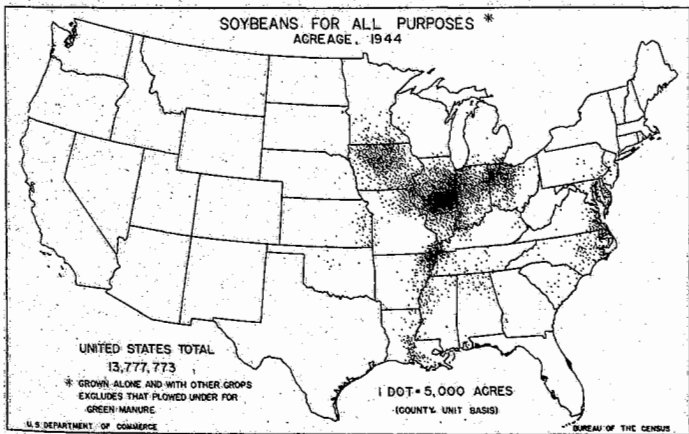 SOYBEANS FOR ALL PURPOSES *
ACREAGE, 1944
UNITED STATES TOTAL
13,777,773
* GROWN ALONE AND WITH OTHER CROPS
EXCLUDES THAT PLOWED UNDER FOR
GREEN MANURE
1 DOT = 5,000 ACRES
(COUNTY UNIT BASIS)
U.S DEPARTMENT OF COMMERCE
BUREAU OF THE CENSUS